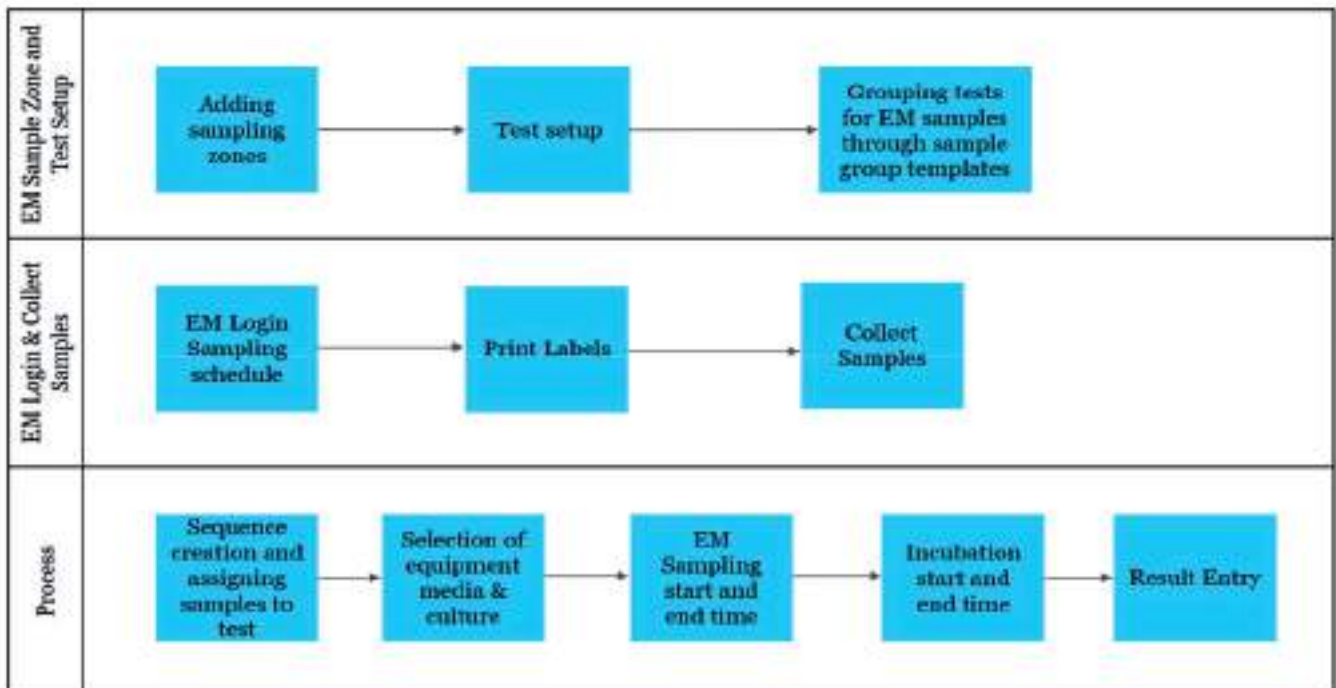 EM Sample Zone and
Test Setup
Adding
sampling
zones
Test setup
Grouping tests
for EM samples
through sample
group templates
EM Login & Collect
Samples
EM Login
Sampling
schedule
Print Labels
Collect
Samples
Process
Sequence
creation and
assigning
samples to
test
Selection of
equipment
media &
culture
EM
Sampling
start and
end time
Incubation
start and
end time
Result Entry